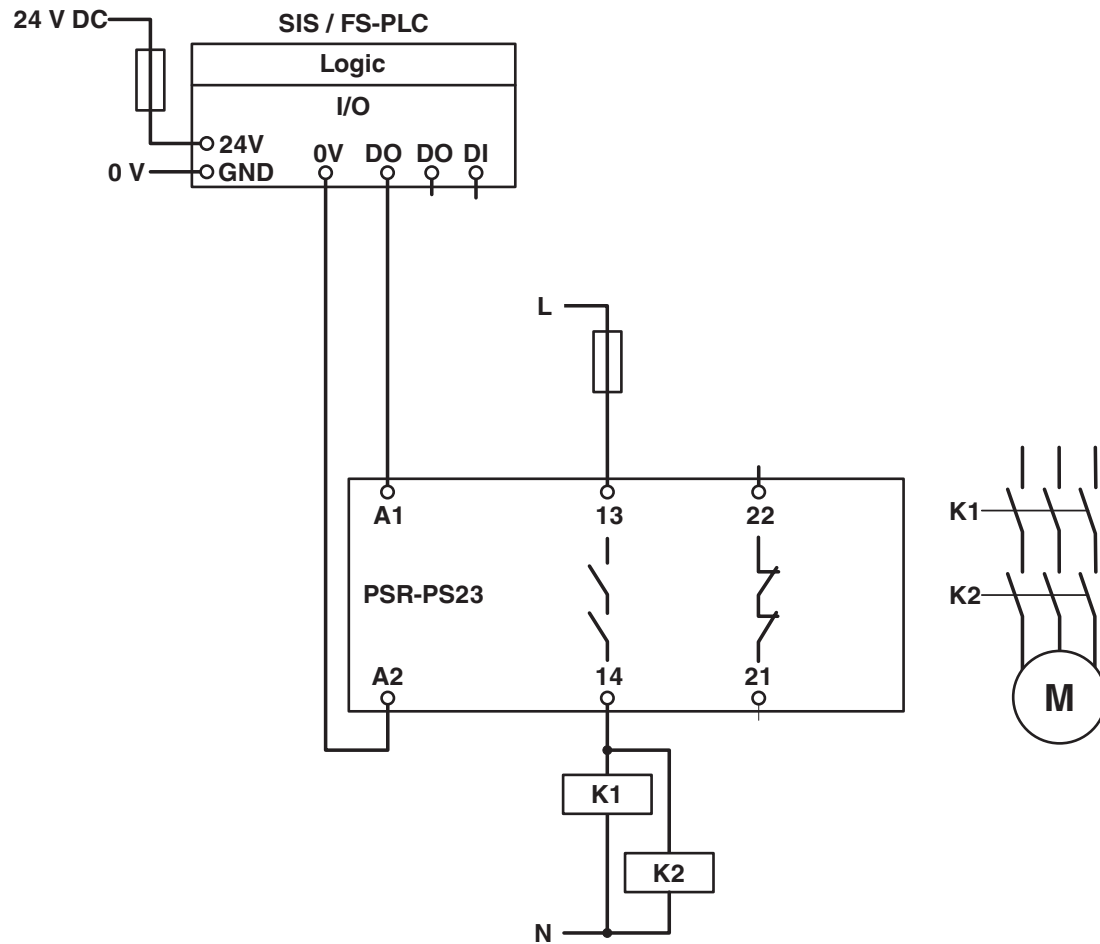 24 V DC
SIS / FS-PLC
Logic
I/O
24V
0V DO DO DI
0 V GND
L
A1 13 22
K1
PSR-PS23
K2
A2 14 21
M
K1
K2
N